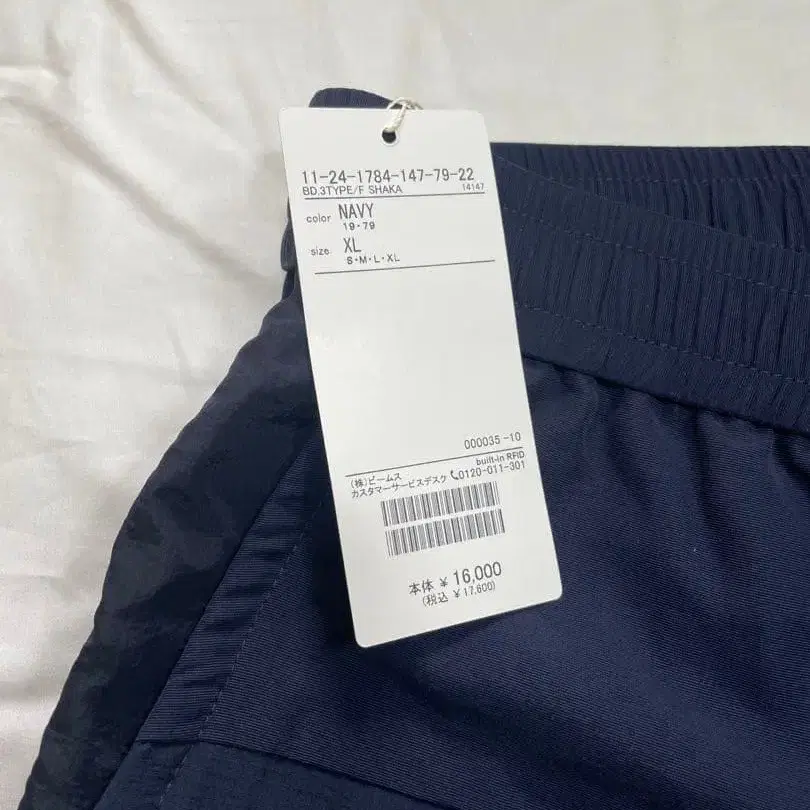 11-24-1784-147-79-22
BD.3TYPE/F SHAKA 14147
color NAVY
19・79
size. XL
S・M・L・XL
000035-10
built-in RFID
(株)ビームス
カスタマーサービスデスク 0120-011-301
本体 ¥ 16,000
(税込 ¥ 17,600)